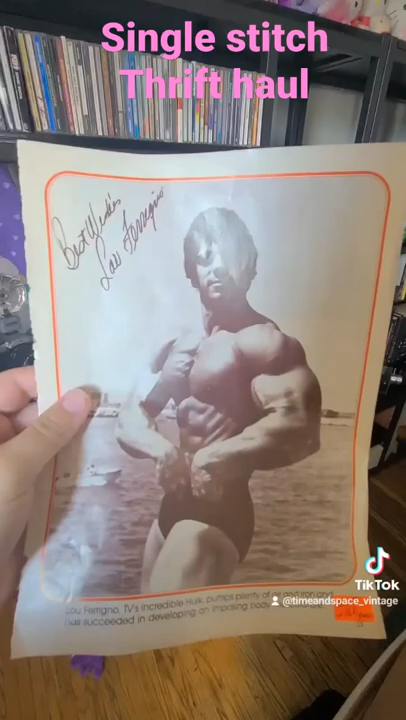 Single stitch
Thrift haul
Best Wishes
Lou Ferrigno
Lou Ferrigno, TV's Incredible Hulk, pumps plenty of
has succeeded in developing an imposing body
TikTok
@timeandspace_vintage